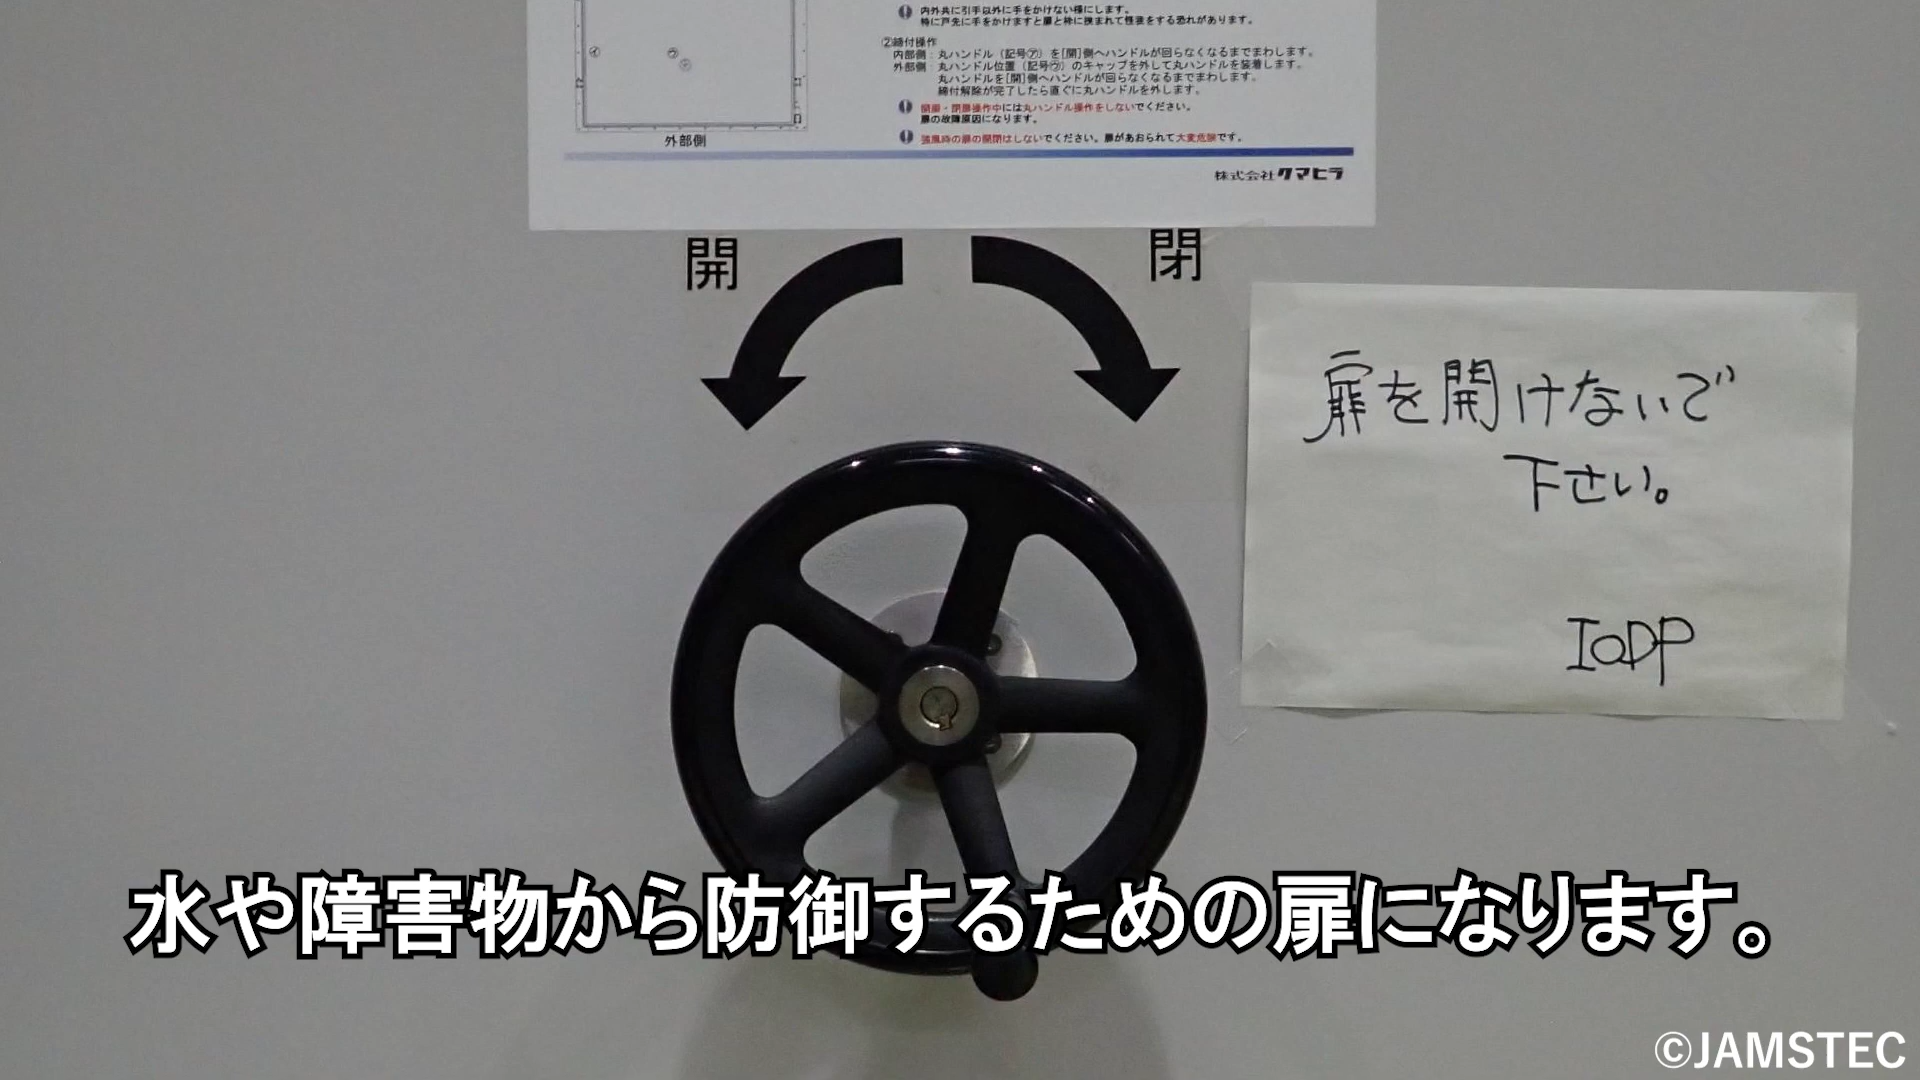 内外共に引手以外に手をかけない様にします。
特に戸先に手をかけますと扉と枠に挟まれて怪我をする恐れがあります。
②締付操作
内部側:丸ハンドル(記号㋐)を[開]側へハンドルが回らなくなるまでまわします。
外部側:丸ハンドル位置(記号㋒)のキャップを外して丸ハンドルを装着します。
丸ハンドルを[開]側へハンドルが回らなくなるまでまわします。
締付解除が完了したら直ぐに丸ハンドルを外します。
開扉・閉扉操作中には丸ハンドル操作をしないでください。
扉の故障原因になります。
強風時の扉の開閉はしないでください。扉があおられて大変危険です。
外部側
株式会社クマヒラ
開
閉
扉を開けないで
下さい。
IODP
水や障害物から防御するための扉になります。
©JAMSTEC